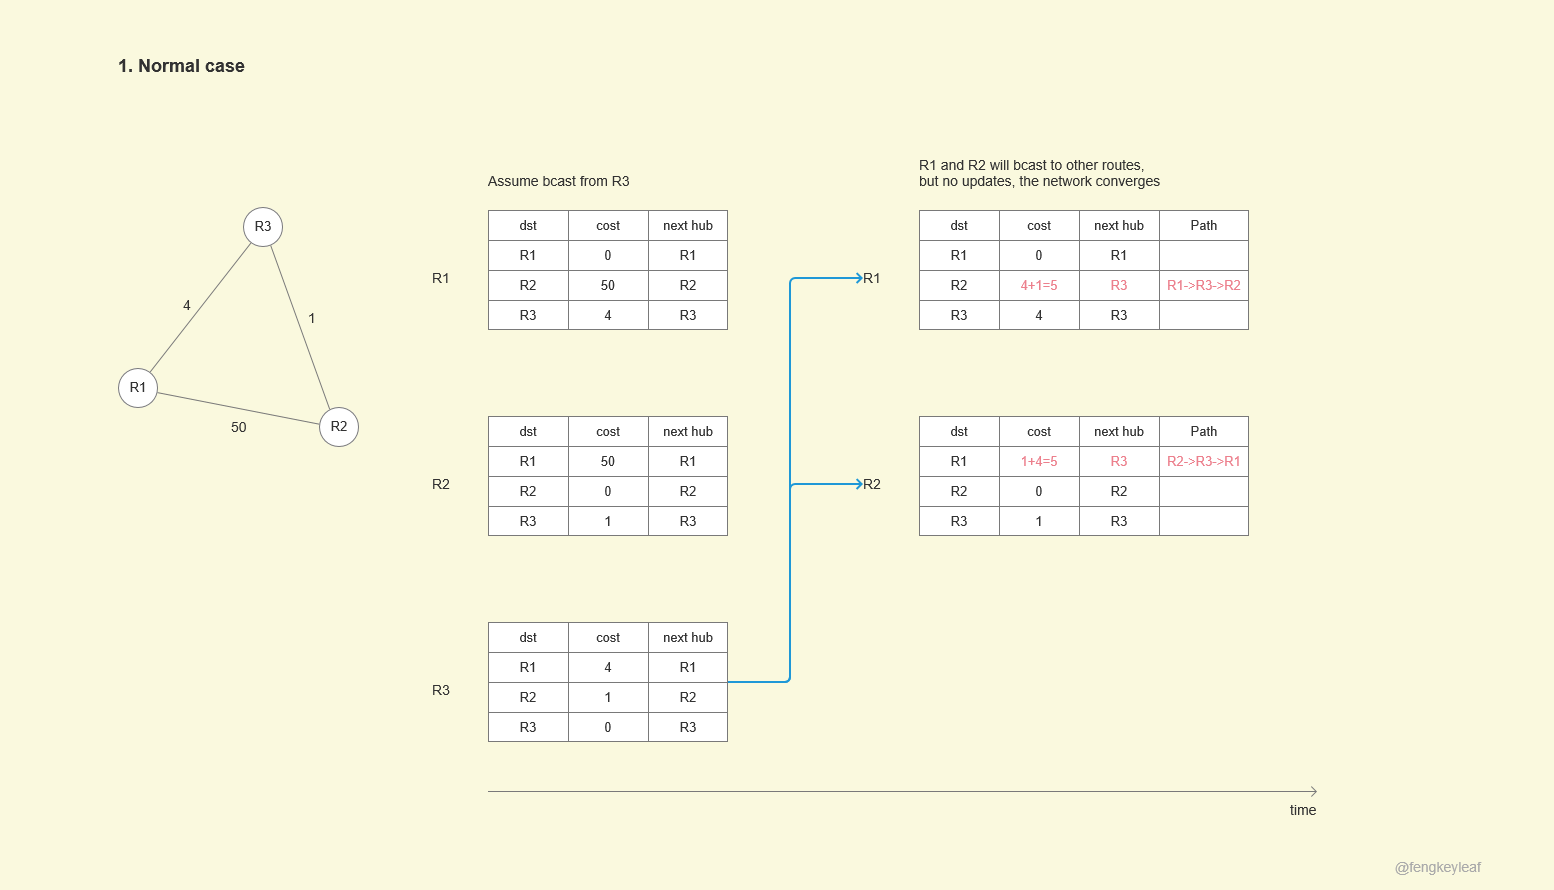 1. Normal case
R3
4
1
R1
50
R2
Assume bcast from R3
R1
dst cost next hub
R1 0 R1
R2 50 R2
R3 4 R3
R2
dst cost next hub
R1 50 R1
R2 0 R2
R3 1 R3
R3
dst cost next hub
R1 4 R1
R2 1 R2
R3 0 R3
R1 and R2 will bcast to other routes,
but no updates, the network converges
R1
dst cost next hub Path
R1 0 R1
R2 4+1=5 R3 R1->R3->R2
R3 4 R3
R2
dst cost next hub Path
R1 1+4=5 R3 R2->R3->R1
R2 0 R2
R3 1 R3
time
@fengkeyleaf